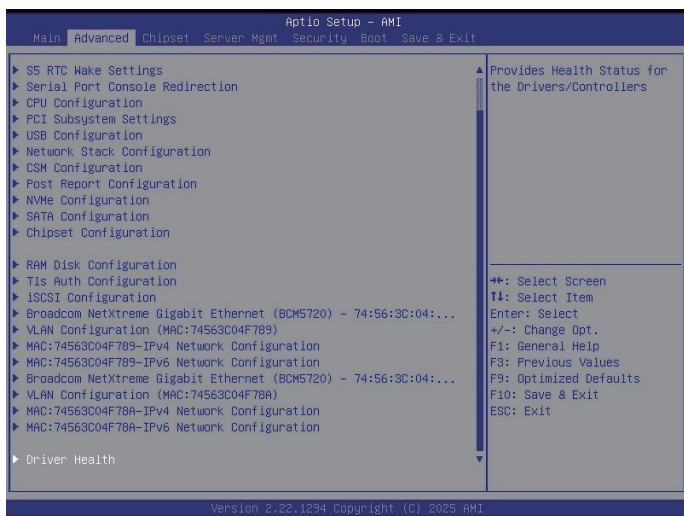 Aptio Setup – AMI
Main Advanced Chipset Server Mgmt Security Boot Save & Exit
S5 RTC Wake Settings
Serial Port Console Redirection
CPU Configuration
PCI Subsystem Settings
USB Configuration
Network Stack Configuration
CSM Configuration
Post Report Configuration
NVMe Configuration
SATA Configuration
Chipset Configuration
RAM Disk Configuration
Tls Auth Configuration
iSCSI Configuration
Broadcom NetXtreme Gigabit Ethernet (BCM5720) – 74:56:3C:04:...
VLAN Configuration (MAC:74563C04F789)
MAC:74563C04F789-IPv4 Network Configuration
MAC:74563C04F789-IPv6 Network Configuration
Broadcom NetXtreme Gigabit Ethernet (BCM5720) – 74:56:3C:04:...
VLAN Configuration (MAC:74563C04F78A)
MAC:74563C04F78A-IPv4 Network Configuration
MAC:74563C04F78A-IPv6 Network Configuration
Driver Health
Provides Health Status for
the Drivers/Controllers
→←: Select Screen
↑↓: Select Item
Enter: Select
+/-: Change Opt.
F1: General Help
F3: Previous Values
F9: Optimized Defaults
F10: Save & Exit
ESC: Exit
Version 2.22.1294 Copyright (C) 2025 AMI